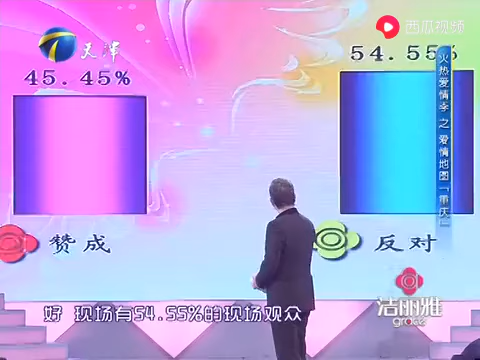 西瓜视频
天津
45.45%
54.55%
火热爱情季 之 爱情地图「重庆」
赞成
反对
洁丽雅
grace
好 现场有54.55%的现场观众